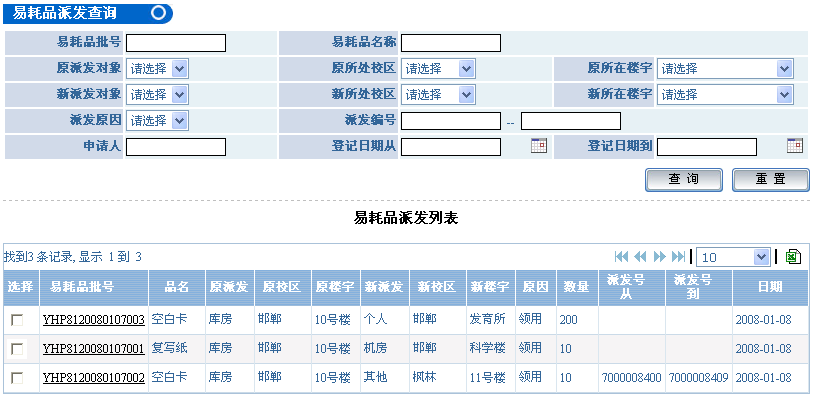 易耗品派发查询
易耗品批号 易耗品名称
原派发对象 请选择 原所处校区 请选择 原所在楼宇 请选择
新派发对象 请选择 新所处校区 请选择 新所在楼宇 请选择
派发原因 请选择 派发编号 --
申请人 登记日期从 登记日期到
查 询 重 置
易耗品派发列表
找到3 条记录, 显示 1 到 3 10
选择 易耗品批号 品名 原派发 原校区 原楼宇 新派发 新校区 新楼宇 原因 数量 派发号从 派发号到 日期
YHP8120080107003 空白卡 库房 邯郸 10号楼 个人 邯郸 发育所 领用 200 2008-01-08
YHP8120080107001 复写纸 库房 邯郸 10号楼 机房 邯郸 科学楼 领用 10 2008-01-08
YHP8120080107002 空白卡 库房 邯郸 10号楼 其他 枫林 11号楼 领用 10 7000008400 7000008409 2008-01-08